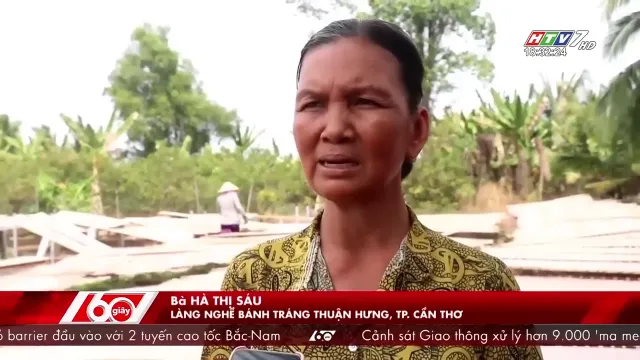 HTV7 HD
18:32:24
60 giây
Bà HÀ THỊ SÁU
LÀNG NGHỀ BÁNH TRÁNG THUẬN HƯNG, TP. CẦN THƠ
barrier đầu vào với 2 tuyến cao tốc Bắc-Nam 60 Cảnh sát Giao thông xử lý hơn 9.000 'ma me